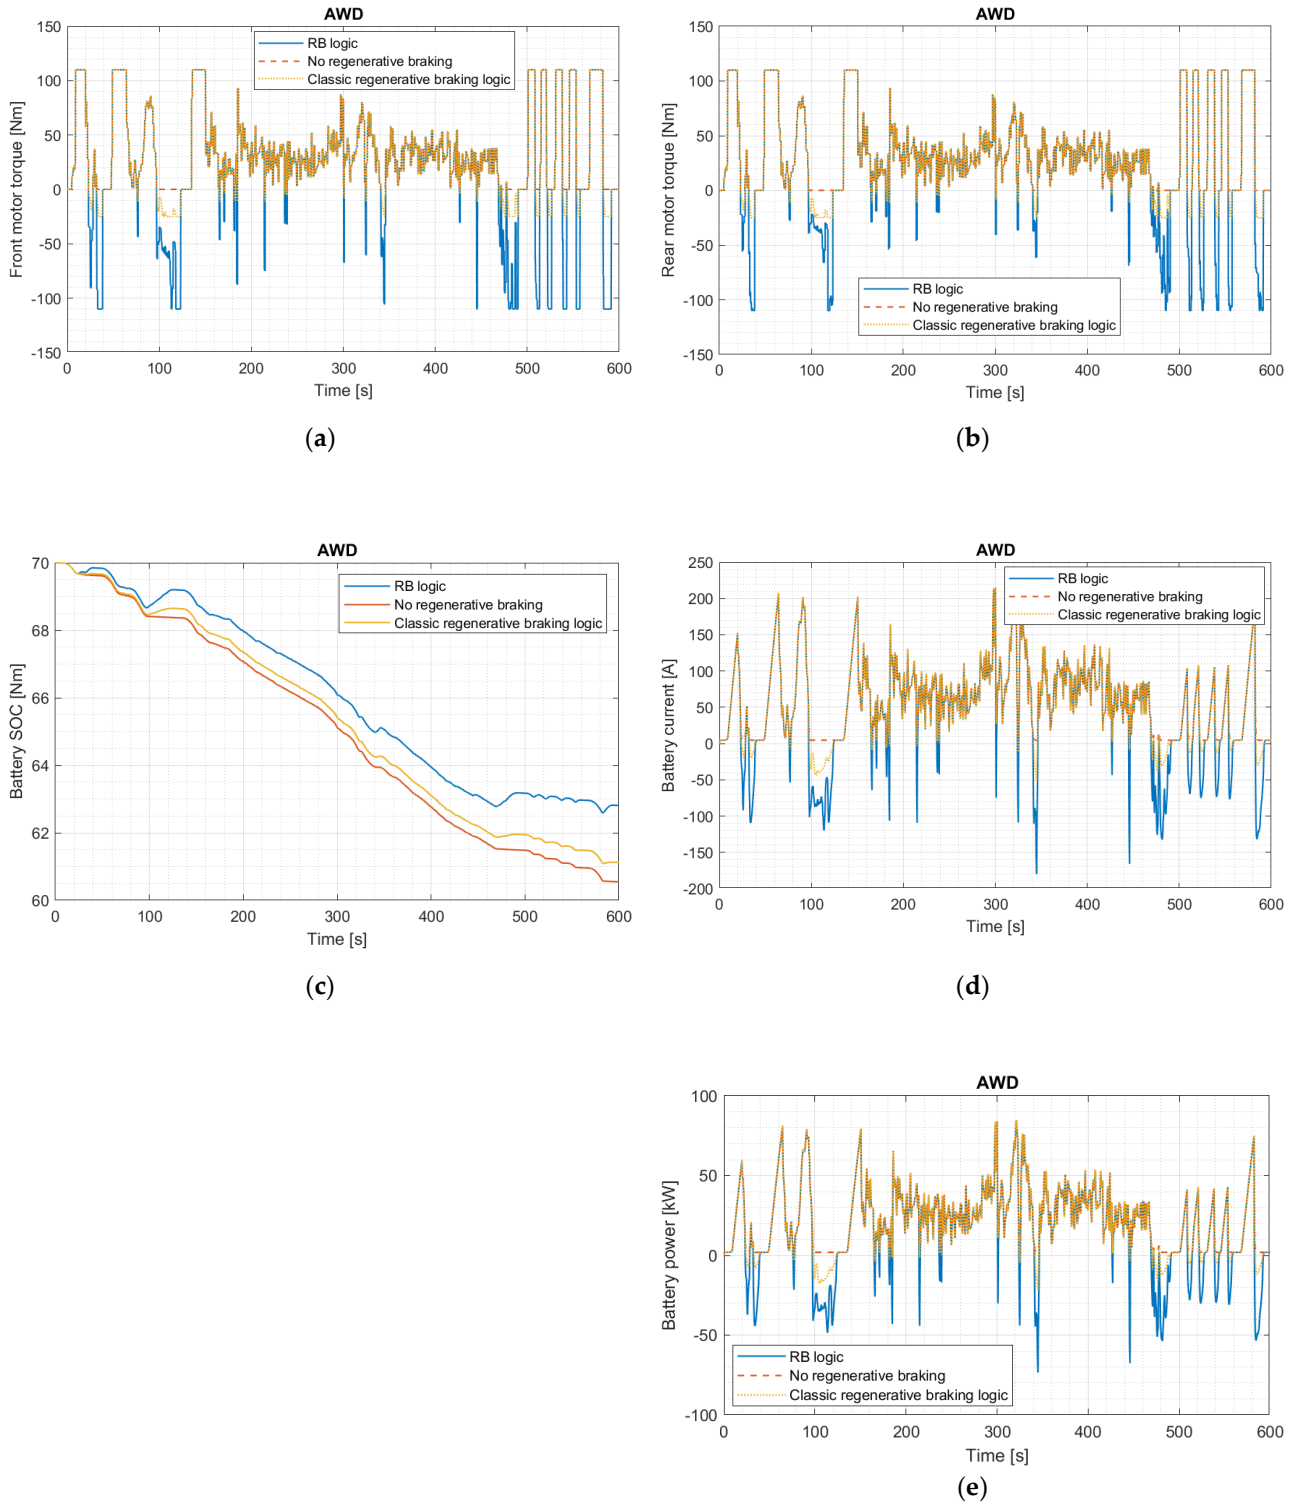 AWD
150
100
50
0
-50
-100
-150
Front motor torque [Nm]
RB logic
No regenerative braking
Classic regenerative braking logic
0 100 200 300 400 500 600
Time [s]
(a)
AWD
150
100
50
0
-50
-100
-150
Rear motor torque [Nm]
RB logic
No regenerative braking
Classic regenerative braking logic
0 100 200 300 400 500 600
Time [s]
(b)
AWD
70
68
66
64
62
60
Battery SOC [Nm]
RB logic
No regenerative braking
Classic regenerative braking logic
0 100 200 300 400 500 600
Time [s]
(c)
AWD
250
200
150
100
50
0
-50
-100
-150
-200
Battery current [A]
RB logic
No regenerative braking
Classic regenerative braking logic
0 100 200 300 400 500 600
Time [s]
(d)
AWD
100
50
0
-50
-100
Battery power [kW]
RB logic
No regenerative braking
Classic regenerative braking logic
0 100 200 300 400 500 600
Time [s]
(e)